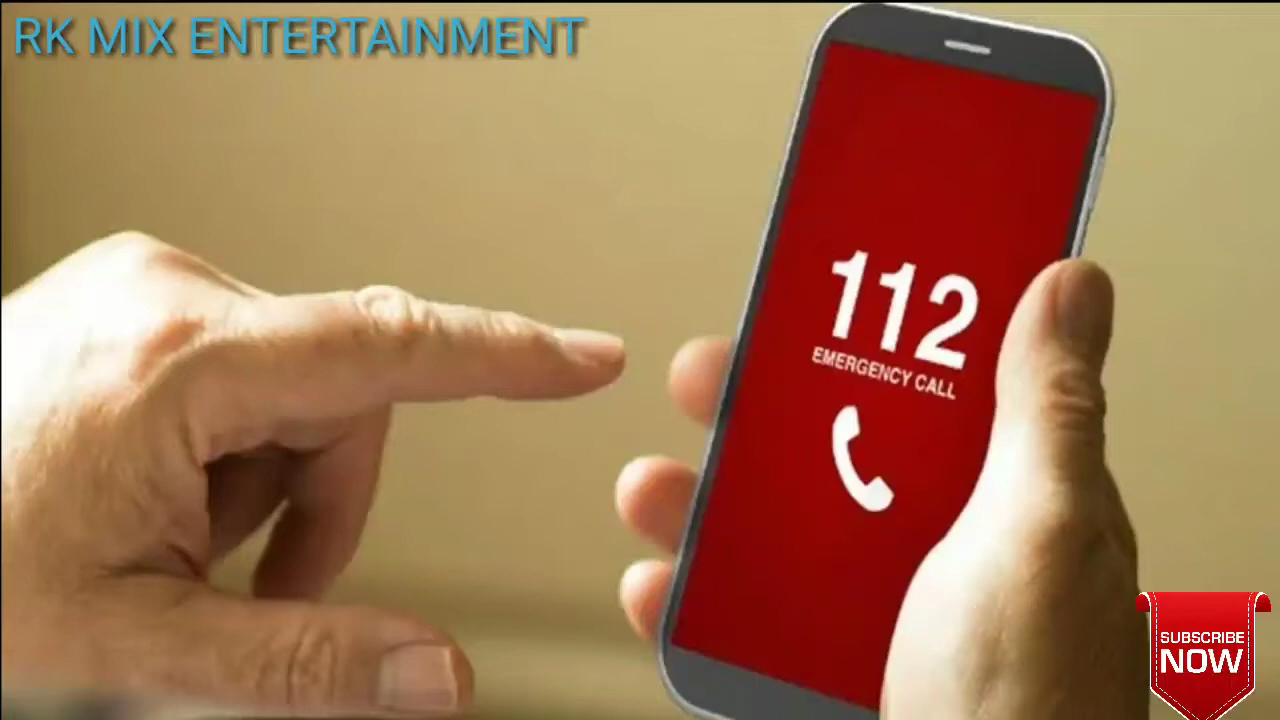 RK MIX ENTERTAINMENT
112
EMERGENCY CALL
SUBSCRIBE
NOW